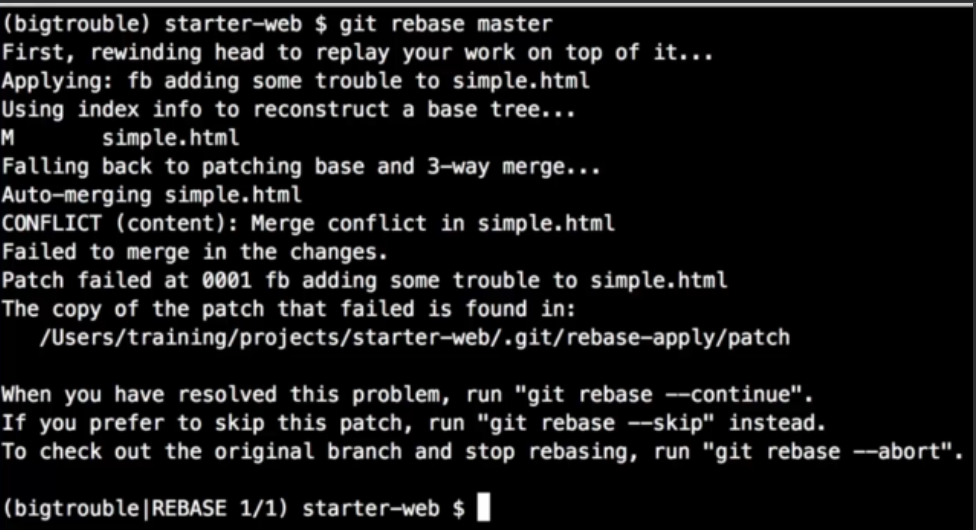 (bigtrouble) starter-web $ git rebase master
First, rewinding head to replay your work on top of it...
Applying: fb adding some trouble to simple.html
Using index info to reconstruct a base tree...
M       simple.html
Falling back to patching base and 3-way merge...
Auto-merging simple.html
CONFLICT (content): Merge conflict in simple.html
Failed to merge in the changes.
Patch failed at 0001 fb adding some trouble to simple.html
The copy of the patch that failed is found in:
   /Users/training/projects/starter-web/.git/rebase-apply/patch
When you have resolved this problem, run "git rebase --continue".
If you prefer to skip this patch, run "git rebase --skip" instead.
To check out the original branch and stop rebasing, run "git rebase --abort".
(bigtrouble|REBASE 1/1) starter-web $